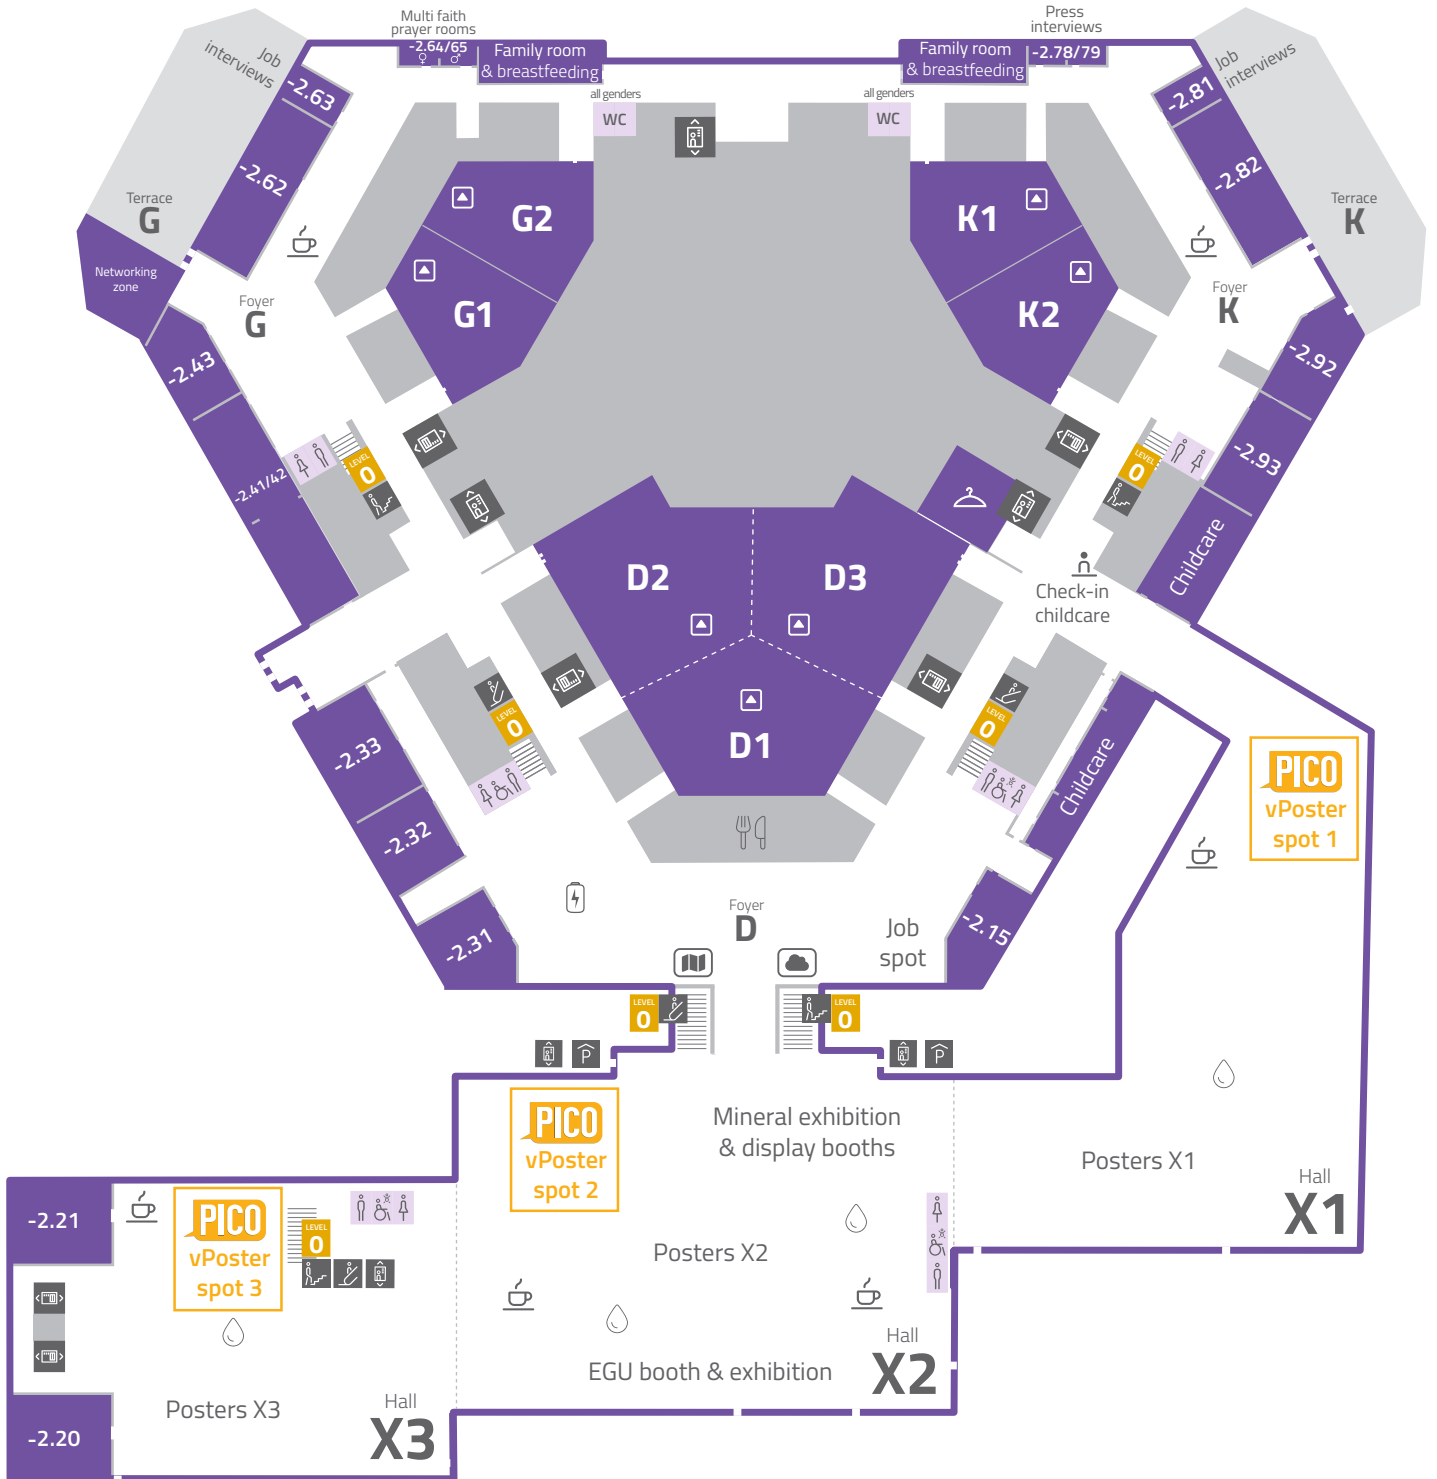 Multi faith
prayer rooms
-2.64/65
Family room
& breastfeeding
Press
interviews
Family room
& breastfeeding
-2.78/79
Job
interviews
-2.63
-2.62
all genders
WC
all genders
WC
Job
interviews
-2.81
-2.82
Terrace
G
Terrace
K
Networking
zone
G2
G1
K1
K2
Foyer
G
Foyer
K
-2.43
-2.41/42
-2.92
-2.93
Childcare
LEVEL
0
LEVEL
0
D2
D3
D1
Check-in
childcare
LEVEL
0
LEVEL
0
-2.33
-2.32
-2.31
Childcare
-2.15
PICO
vPoster
spot 1
Foyer
D
Job
spot
LEVEL
0
LEVEL
0
P
P
PICO
vPoster
spot 2
Mineral exhibition
& display booths
Posters X1
Hall
X1
-2.21
PICO
vPoster
spot 3
LEVEL
0
Posters X2
Hall
X2
EGU booth & exhibition
Posters X3
Hall
X3
-2.20